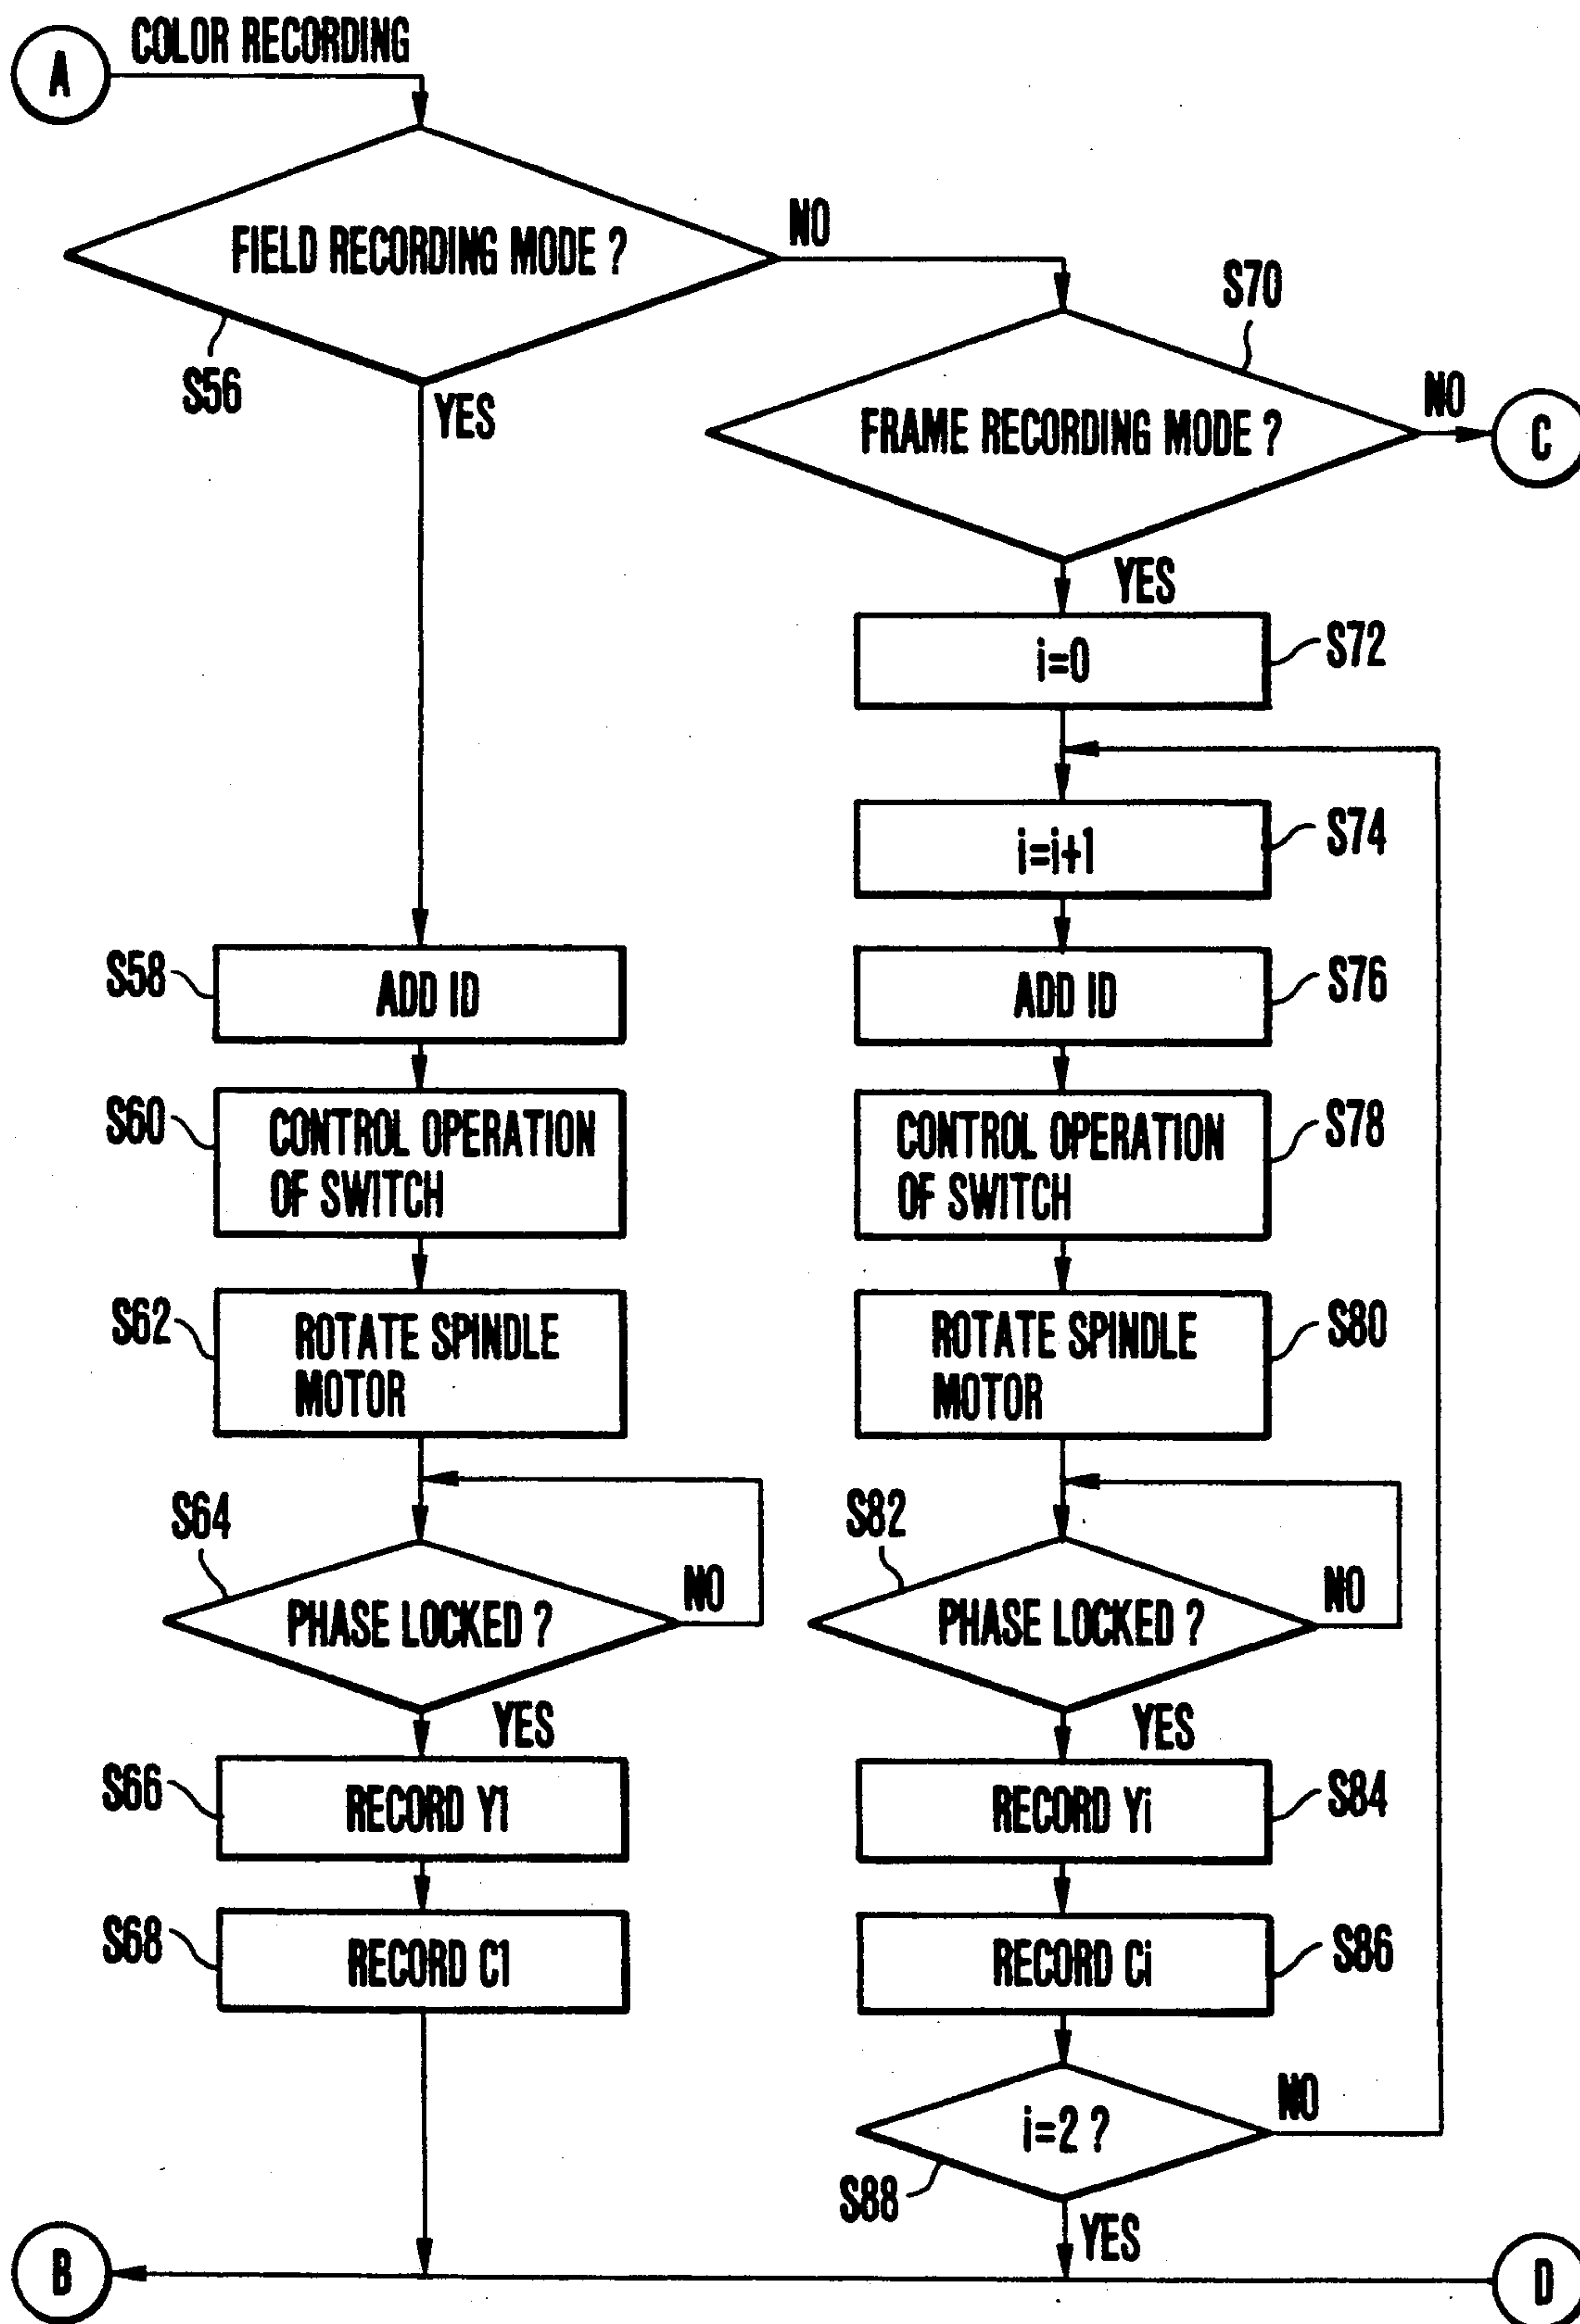 A
COLOR RECORDING
FIELD RECORDING MODE ?
NO
S56
YES
S70
FRAME RECORDING MODE ?
NO
C
YES
i=0
S72
i=i+1
S74
S58
ADD ID
ADD ID
S76
S60
CONTROL OPERATION
OF SWITCH
CONTROL OPERATION
OF SWITCH
S78
S62
ROTATE SPINDLE
MOTOR
ROTATE SPINDLE
MOTOR
S80
S64
PHASE LOCKED ?
NO
YES
S82
PHASE LOCKED ?
NO
YES
S66
RECORD Y1
RECORD Yi
S84
S68
RECORD C1
RECORD Ci
S86
i=2 ?
NO
S88
YES
B
D